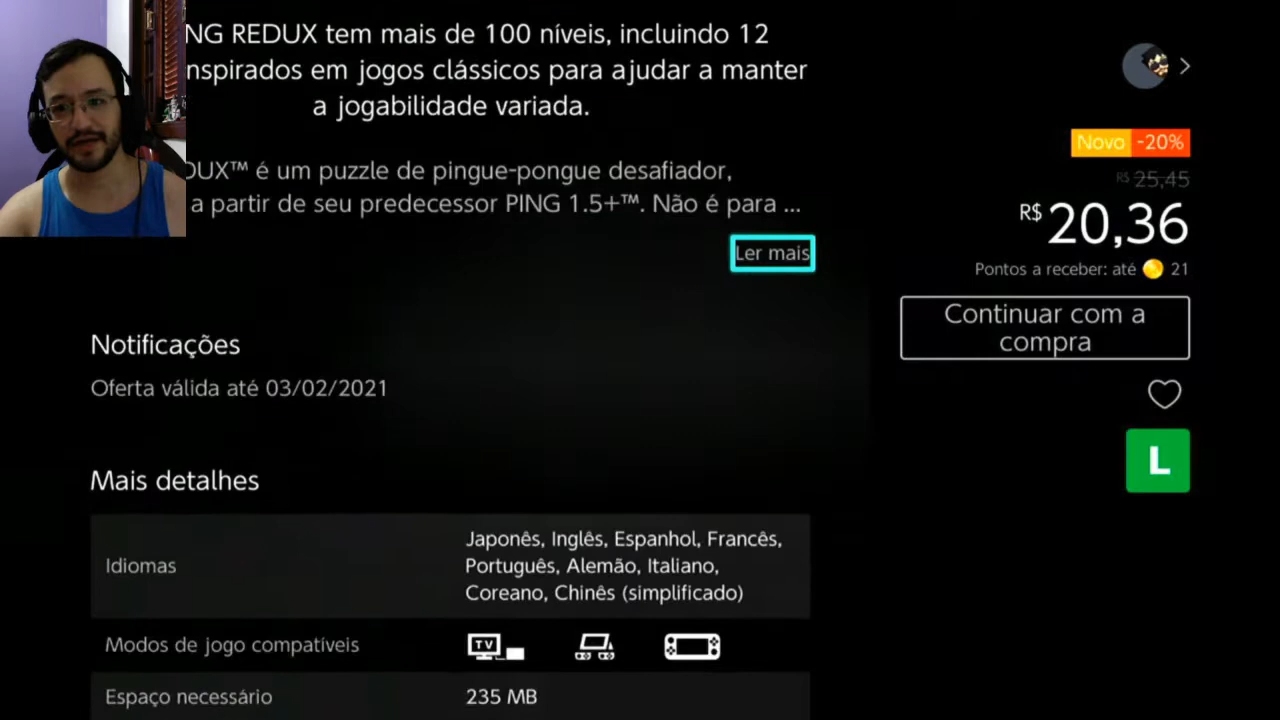 NG REDUX tem mais de 100 níveis, incluindo 12
nspirados em jogos clássicos para ajudar a manter
a jogabilidade variada.
DUX™ é um puzzle de pingue-pongue desafiador,
a partir de seu predecessor PING 1.5+™. Não é para ...
Ler mais
Novo -20%
R$ 25,45
R$ 20,36
Pontos a receber: até 21
Continuar com a
compra
L
Notificações
Oferta válida até 03/02/2021
Mais detalhes
Idiomas
Japonês, Inglês, Espanhol, Francês,
Português, Alemão, Italiano,
Coreano, Chinês (simplificado)
Modos de jogo compatíveis
TV
Espaço necessário
235 MB